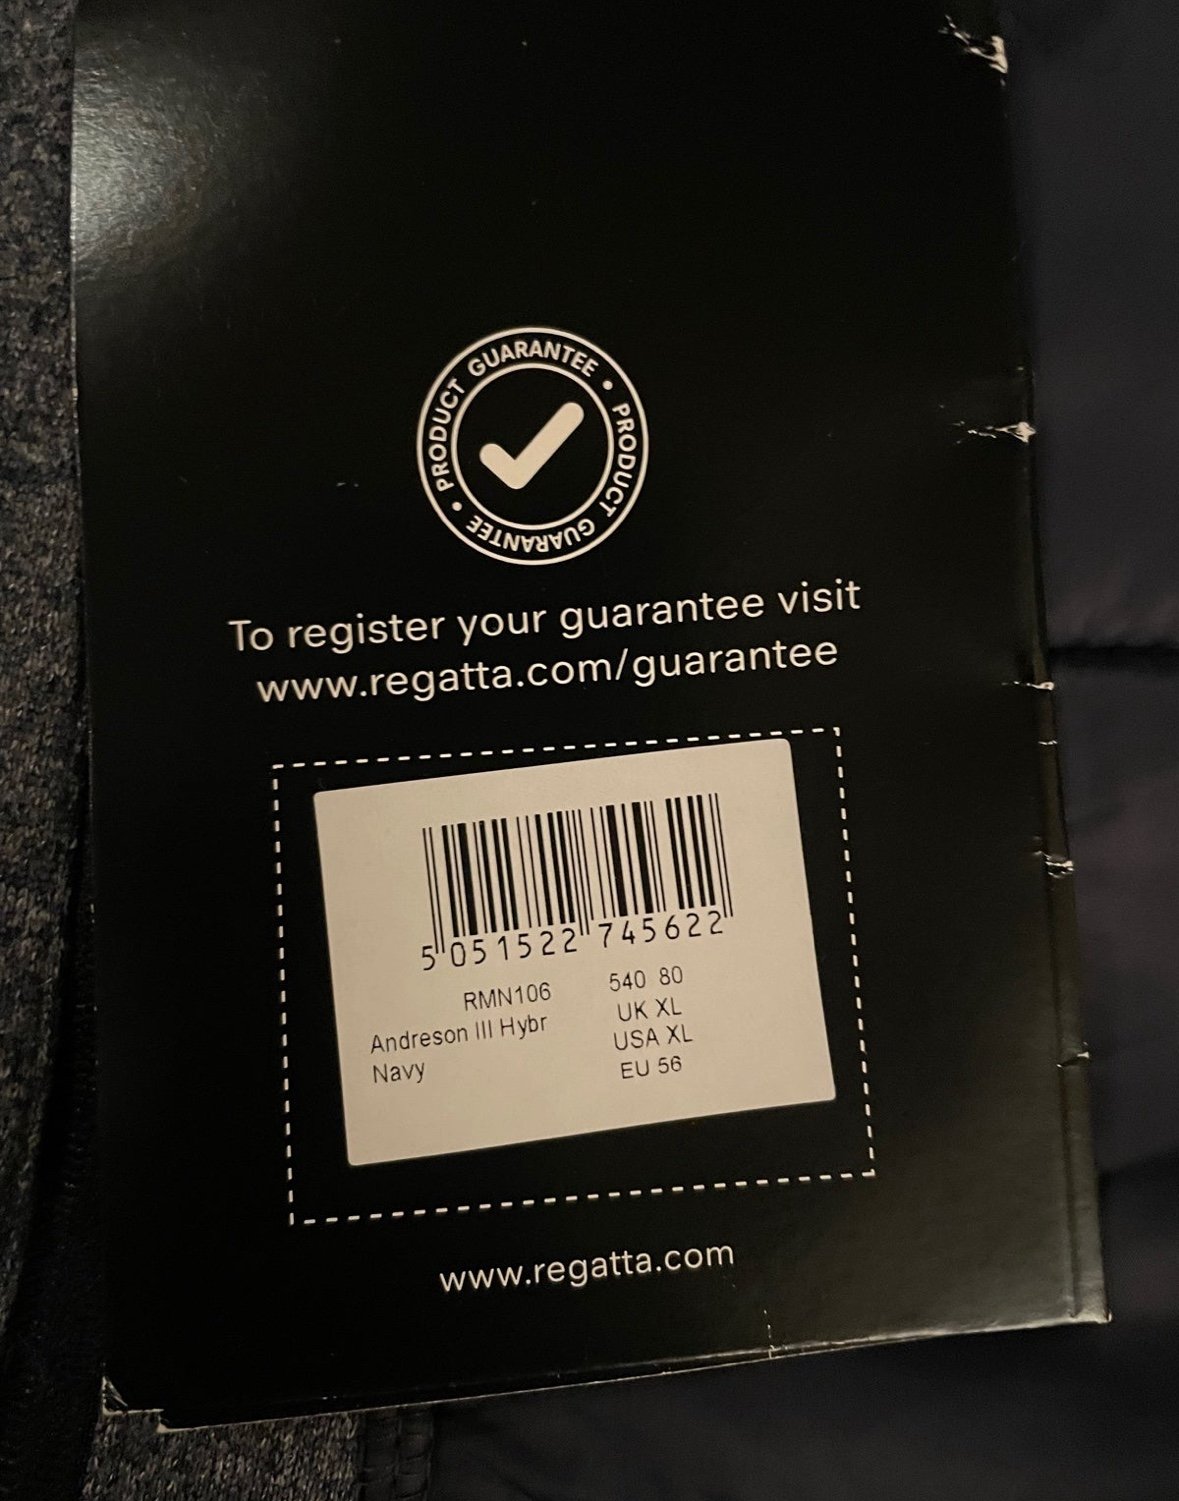 PRODUCT GUARANTEE • PRODUCT GUARANTEE •
To register your guarantee visit
www.regatta.com/guarantee
5 051522 745622
RMN106 540 80
Andreson III Hybr UK XL
Navy USA XL
EU 56
www.regatta.com